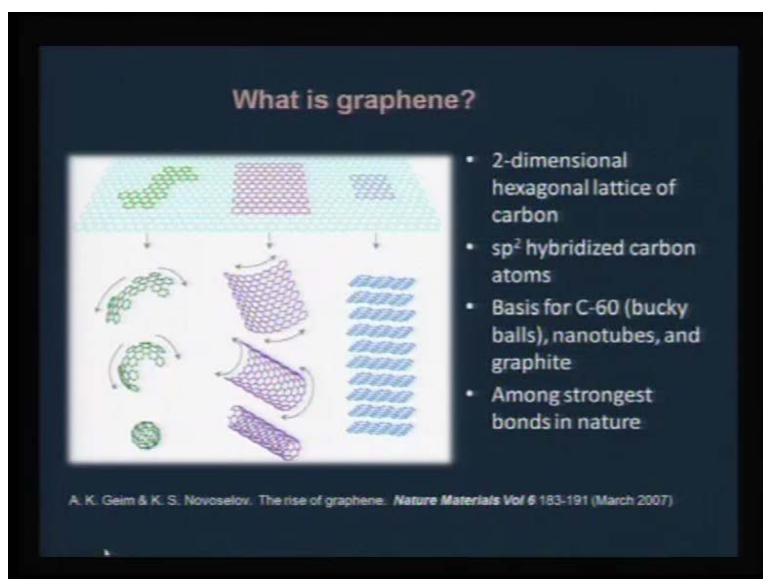 What is graphene?
• 2-dimensional
hexagonal lattice of
carbon
• sp² hybridized carbon
atoms
• Basis for C-60 (bucky
balls), nanotubes, and
graphite
• Among strongest
bonds in nature
A. K. Geim & K. S. Novoselov. The rise of graphene. Nature Materials Vol 6 183-191 (March 2007)